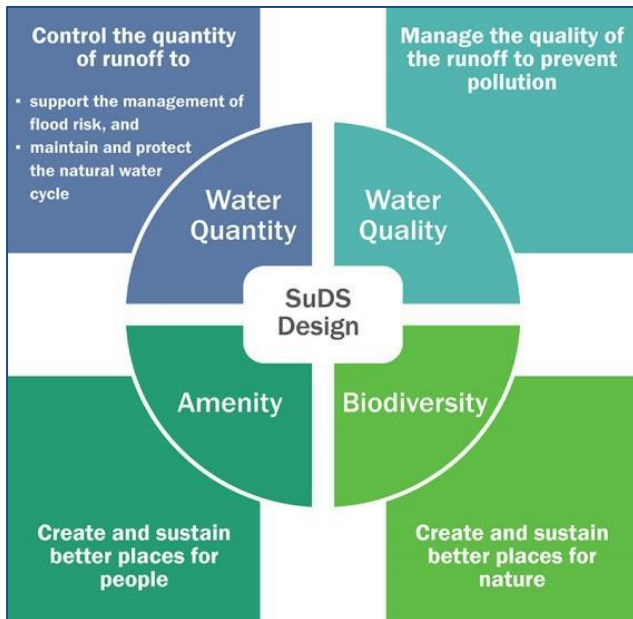 Control the quantity
of runoff to
▪ support the management of
flood risk, and
▪ maintain and protect
the natural water
cycle
Manage the quality of
the runoff to prevent
pollution
Water
Quantity
Water
Quality
SuDS
Design
Amenity
Biodiversity
Create and sustain
better places for
people
Create and sustain
better places for
nature